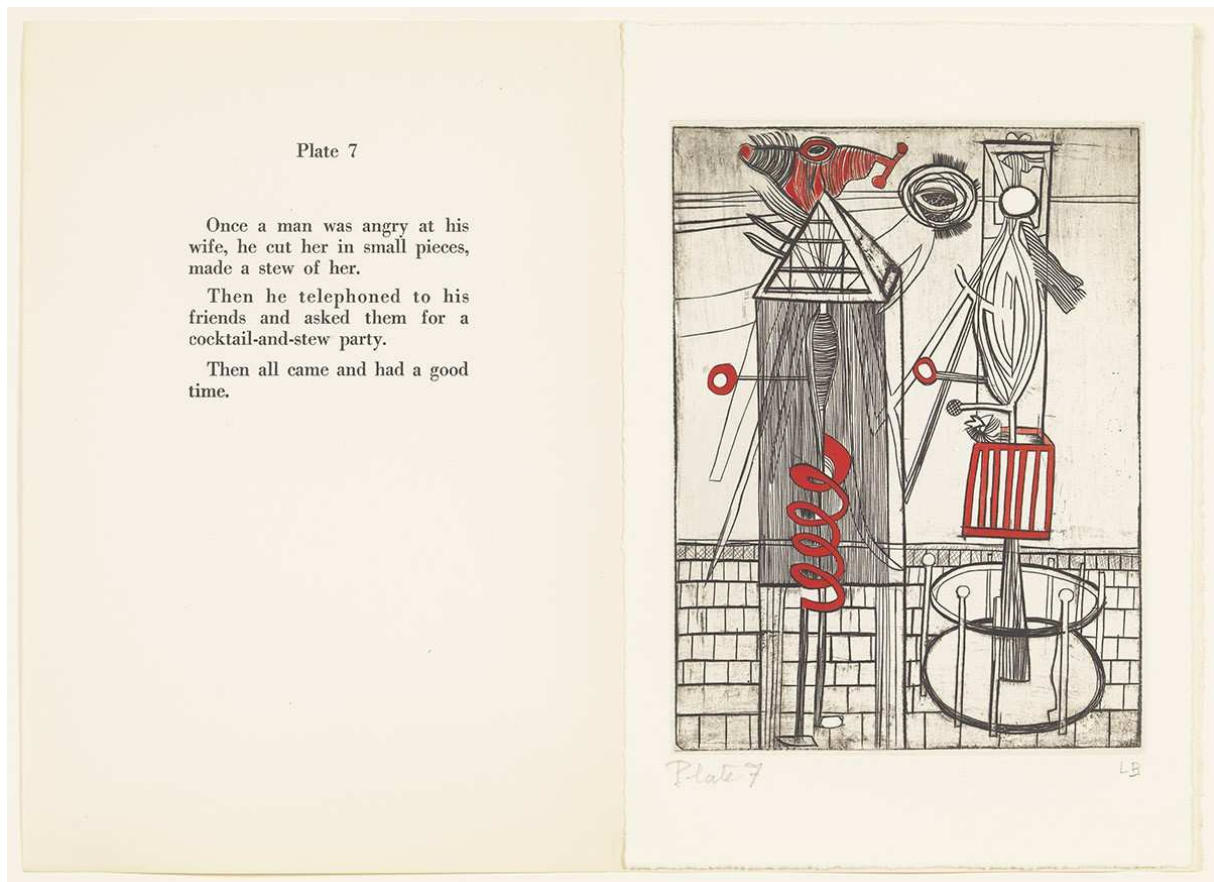 Plate 7
Once a man was angry at his
wife, he cut her in small pieces,
made a stew of her.
Then he telephoned to his
friends and asked them for a
cocktail-and-stew party.
Then all came and had a good
time.
Plate 7
LB